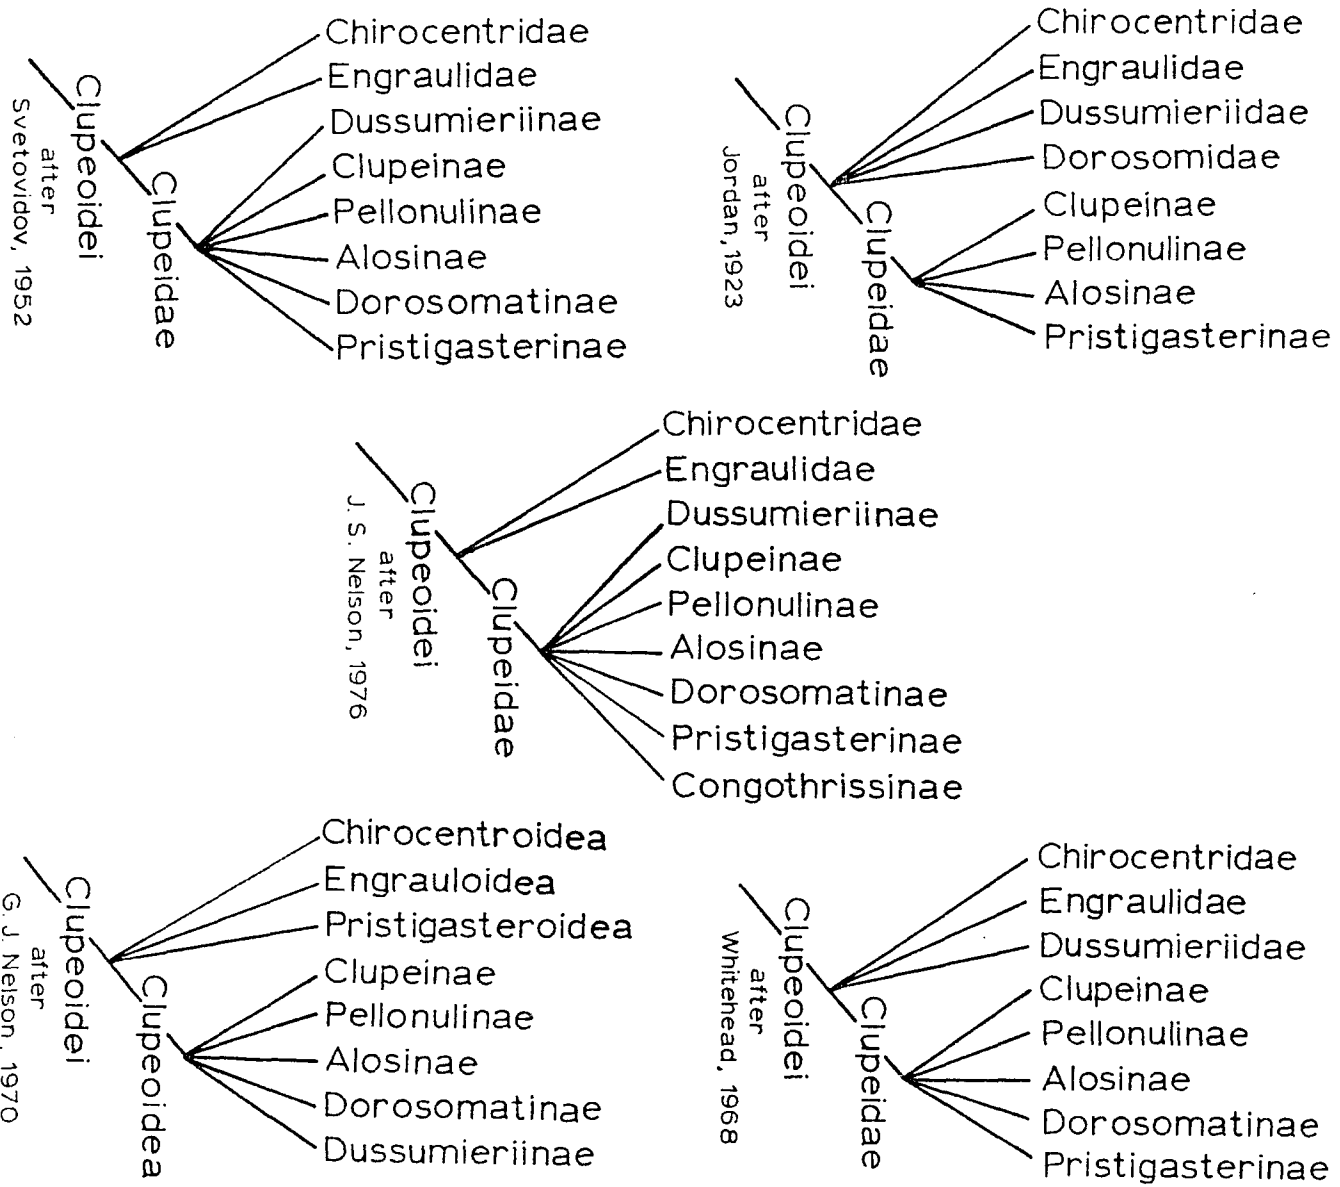 Chirocentridae
Engraulidae
Dussumieriinae
Clupeinae
Pellonulinae
Alosinae
Dorosomatinae
Pristigasterinae
Clupeoidei
Clupeidae
after
Svetovidov, 1952
Chirocentridae
Engraulidae
Dussumieriidae
Dorosomidae
Clupeinae
Pellonulinae
Alosinae
Pristigasterinae
Clupeoidei
Clupeidae
after
Jordan, 1923
Chirocentridae
Engraulidae
Dussumieriinae
Clupeinae
Pellonulinae
Alosinae
Dorosomatinae
Pristigasterinae
Congothrissinae
Clupeoidei
Clupeidae
after
J. S. Nelson, 1976
Chirocentroidea
Engrauloidea
Pristigasteroidea
Clupeinae
Pellonulinae
Alosinae
Dorosomatinae
Dussumieriinae
Clupeoidei
Clupeoidea
after
G. J. Nelson, 1970
Chirocentridae
Engraulidae
Dussumieriidae
Clupeinae
Pellonulinae
Alosinae
Dorosomatinae
Pristigasterinae
Clupeoidei
Clupeidae
after
Whitehead, 1968